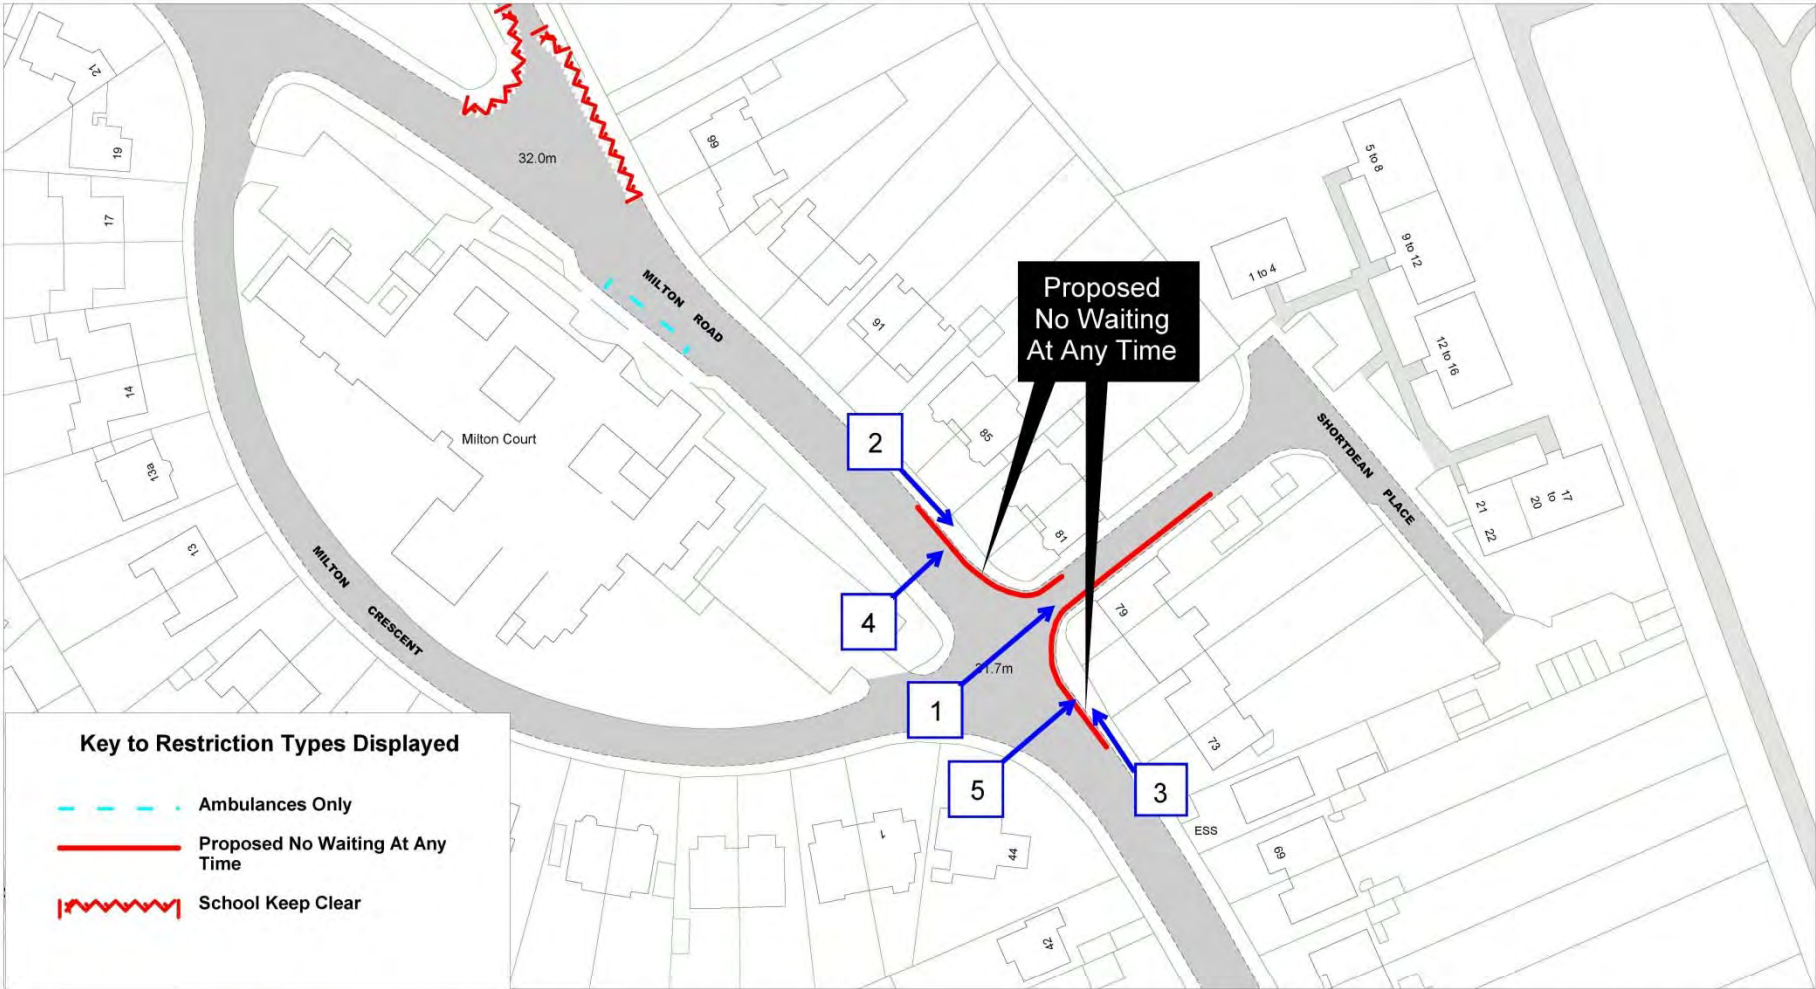 21
19
17
14
13a
13
32.0m
99
91
85
81
79
73
69
MILTON
ROAD
Milton Court
MILTON
CRESCENT
Proposed
No Waiting
At Any Time
1 to 4
5 to 8
9 to 12
12 to 16
17
to
20
21
22
SHORTDEAN
PLACE
2
4
1
5
3
ESS
1
44
42
Key to Restriction Types Displayed
Ambulances Only
Proposed No Waiting At Any
Time
School Keep Clear